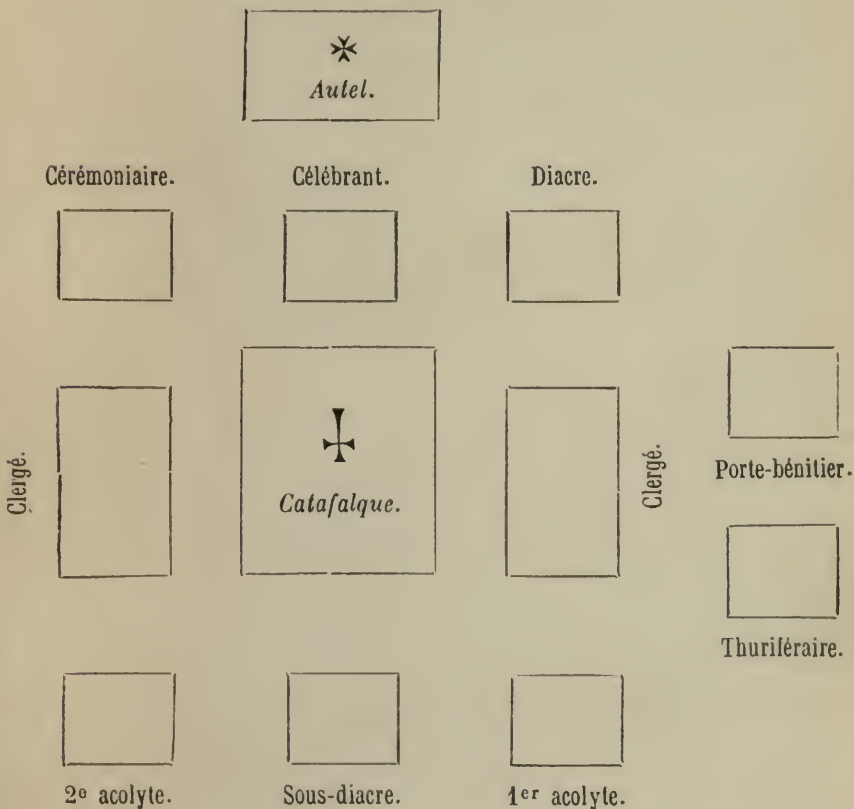 Autel.
Cérémoniaire. Célébrant. Diacre.
Clergé.
Catafalque.
Clergé.
Porte-bénitier.
Thuriféraire.
2e acolyte. Sous-diacre. 1er acolyte.